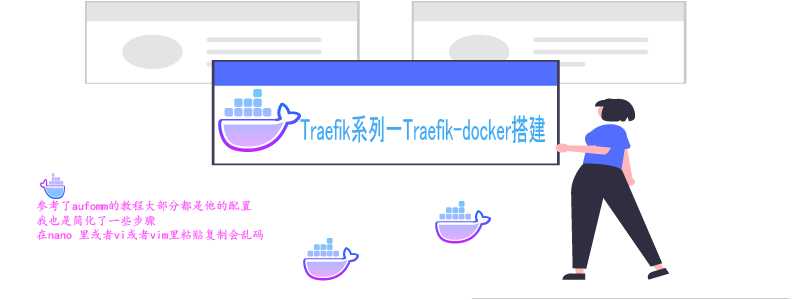 Traefik系列一Traefik-docker搭建
参考了aufomm的教程大部分都是他的配置
我也是简化了一些步骤
在nano 里或者vi或者vim里粘贴复制会乱码